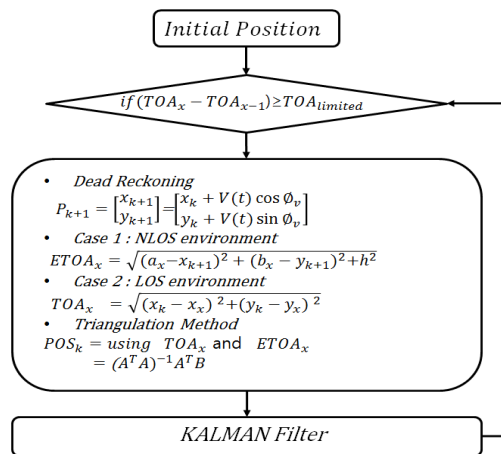 Initial Position
if (TOA_x − TOA_{x−1}) ≥ TOA_{limited}
• Dead Reckoning
P_{k+1} = [x_{k+1} y_{k+1}] = [x_k + V(t) cos ∅_v y_k + V(t) sin ∅_v]
• Case 1 : NLOS environment
ETOA_x = √((a_x − x_{k+1})² + (b_x − y_{k+1})² + h²)
• Case 2 : LOS environment
TOA_x = √((x_k − x_x)² + (y_k − y_x)²)
• Triangulation Method
POS_k = using TOA_x and ETOA_x
= (A^T A)^{−1} A^T B
KALMAN Filter